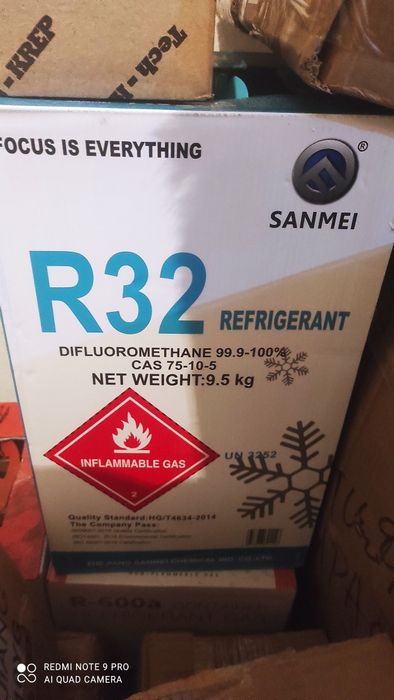 Tech-
- KREP
FOCUS IS EVERYTHING
®
SANMEI
R32 REFRIGERANT
DIFLUOROMETHANE 99.9-100%
CAS 75-10-5
NET WEIGHT:9.5 kg
INFLAMMABLE GAS
2
UN 3252
Quality Standard:HG/T4634-2014
The Company Pass:
R-600a
REDMI NOTE 9 PRO
AI QUAD CAMERA